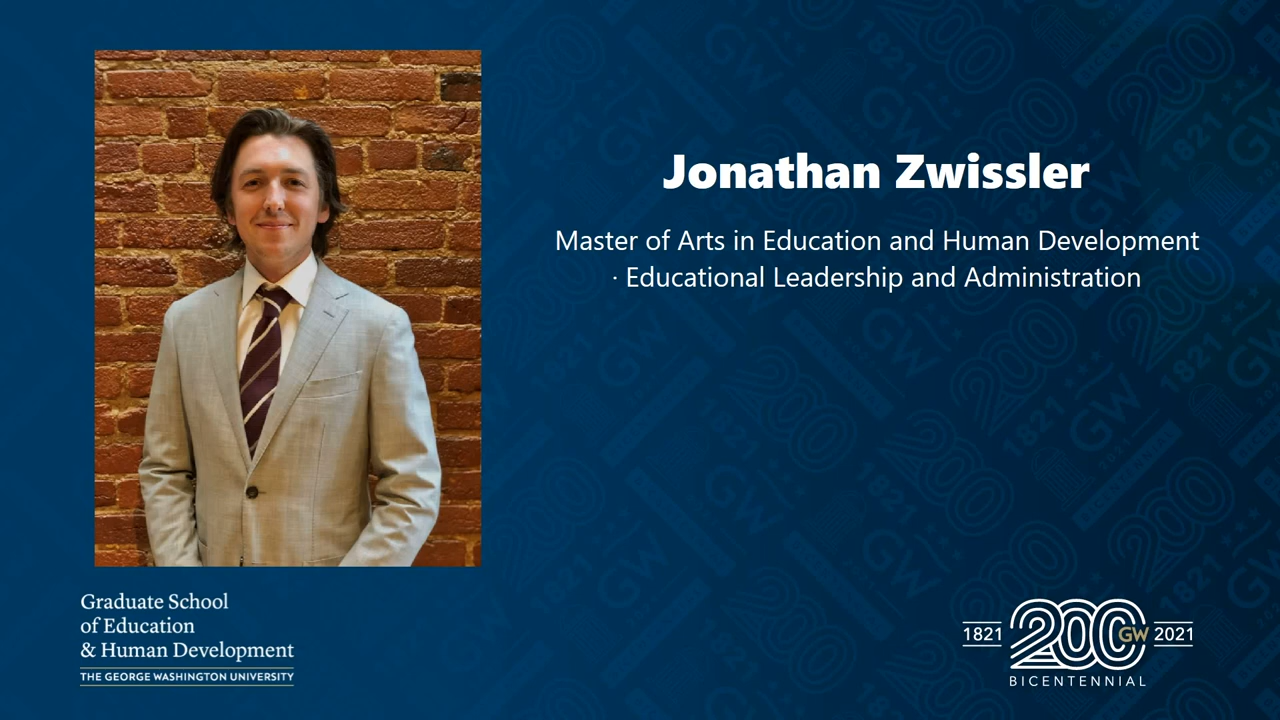 Jonathan Zwissler
Master of Arts in Education and Human Development
· Educational Leadership and Administration
Graduate School
of Education
& Human Development
THE GEORGE WASHINGTON UNIVERSITY
1821 200 GW 2021
BICENTENNIAL